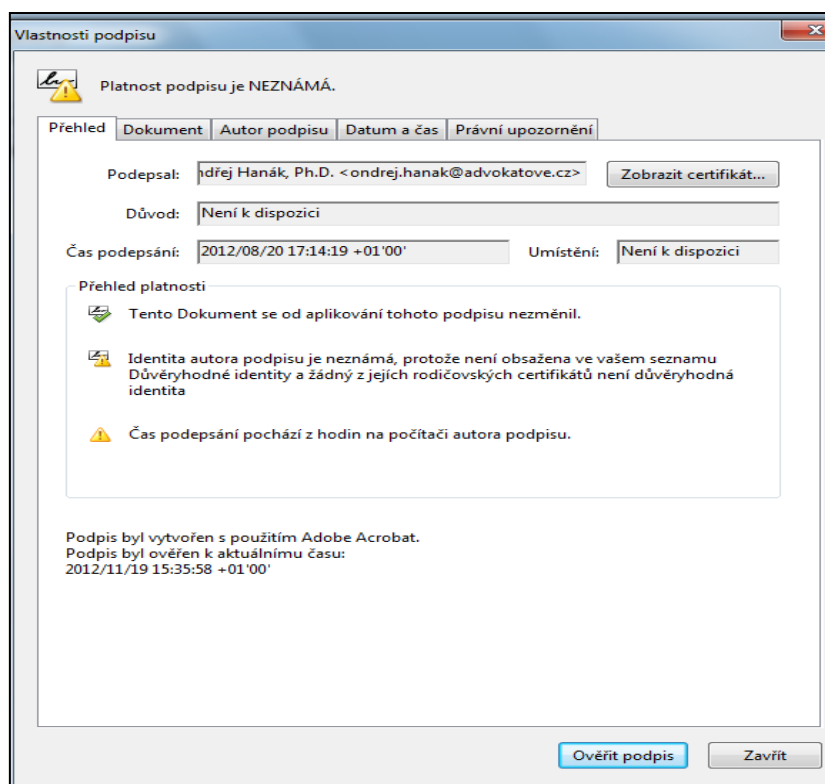 Vlastnosti podpisu
Platnost podpisu je NEZNÁMÁ.
Přehled Dokument Autor podpisu Datum a čas Právní upozornění
Podepsal: ndřej Hanák, Ph.D. <ondrej.hanak@advokatove.cz> Zobrazit certifikát...
Důvod: Není k dispozici
Čas podepsání: 2012/08/20 17:14:19 +01'00' Umístění: Není k dispozici
Přehled platnosti
Tento Dokument se od aplikování tohoto podpisu nezměnil.
Identita autora podpisu je neznámá, protože není obsažena ve vašem seznamu
Důvěryhodné identity a žádný z jejích rodičovských certifikátů není důvěryhodná
identita
Čas podepsání pochází z hodin na počítači autora podpisu.
Podpis byl vytvořen s použitím Adobe Acrobat.
Podpis byl ověřen k aktuálnímu času:
2012/11/19 15:35:58 +01'00'
Ověřit podpis Zavřít